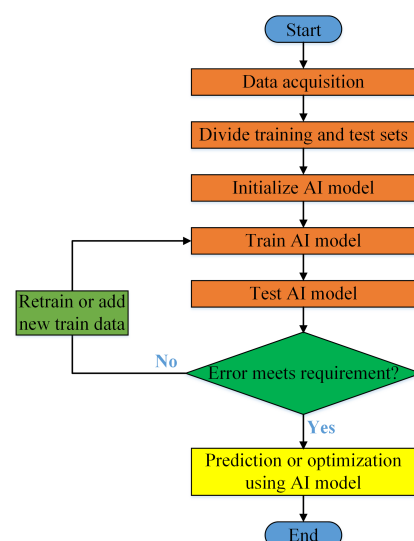 Start
Data acquisition
Divide training and test sets
Initialize AI model
Train AI model
Test AI model
Retrain or add
new train data
No
Error meets requirement?
Yes
Prediction or optimization
using AI model
End